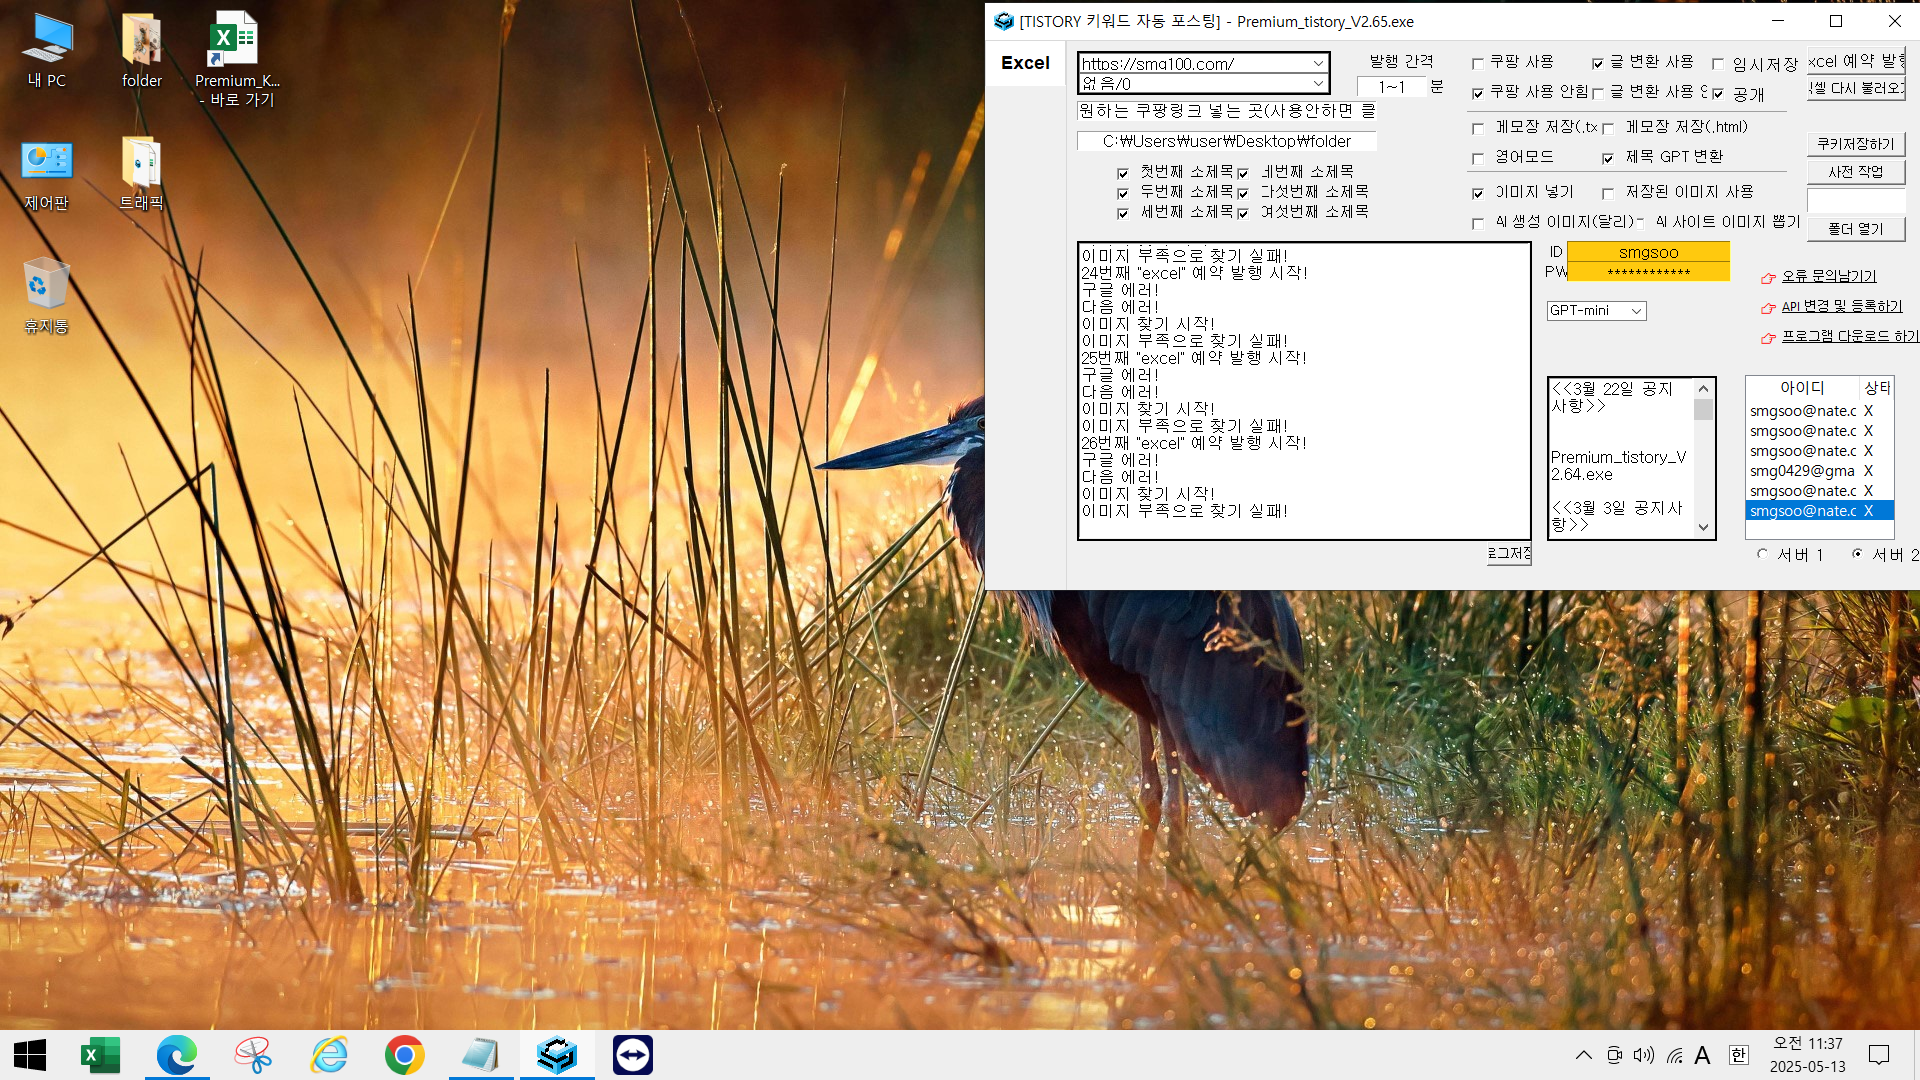 내 PC
folder
Premium_K...
- 바로 가기
제어판
트래픽
휴지통
[TISTORY 키워드 자동 포스팅] - Premium_tistory_V2.65.exe
Excel
https://smg100.com/
없음/0
발행 간격
1~1 분
원하는 쿠팡링크 넣는 곳(사용안하면 클
C:₩Users₩user₩Desktop₩folder
첫번째 소제목 네번째 소제목
두번째 소제목 다섯번째 소제목
세번째 소제목 여섯번째 소제목
쿠팡 사용 글 변환 사용 임시저장
쿠팡 사용 안함 글 변환 사용 공개
메모장 저장(.tx 메모장 저장(.html)
영어모드 제목 GPT 변환
이미지 넣기 저장된 이미지 사용
AI 생성 이미지(달리) AI 사이트 이미지 뽑기
xcel 예약 발행
셀 다시 불러오기
쿠키저장하기
사전 작업
폴더 열기
이미지 부족으로 찾기 실패!
24번째 "excel" 예약 발행 시작!
구글 에러!
다음 에러!
이미지 찾기 시작!
이미지 부족으로 찾기 실패!
25번째 "excel" 예약 발행 시작!
구글 에러!
다음 에러!
이미지 찾기 시작!
이미지 부족으로 찾기 실패!
26번째 "excel" 예약 발행 시작!
구글 에러!
다음 에러!
이미지 찾기 시작!
이미지 부족으로 찾기 실패!
로그저장
ID smgsoo
PW ************
GPT-mini
오류 문의남기기
API 변경 및 등록하기
프로그램 다운로드 하기
<<3월 22일 공지
사항>>
Premium_tistory_V
2.64.exe
<<3월 3일 공지사
항>>
아이디 상태
smgsoo@nate.c X
smgsoo@nate.c X
smgsoo@nate.c X
smg0429@gma X
smgsoo@nate.c X
smgsoo@nate.c X
서버 1 서버 2
A 한
오전 11:37
2025-05-13